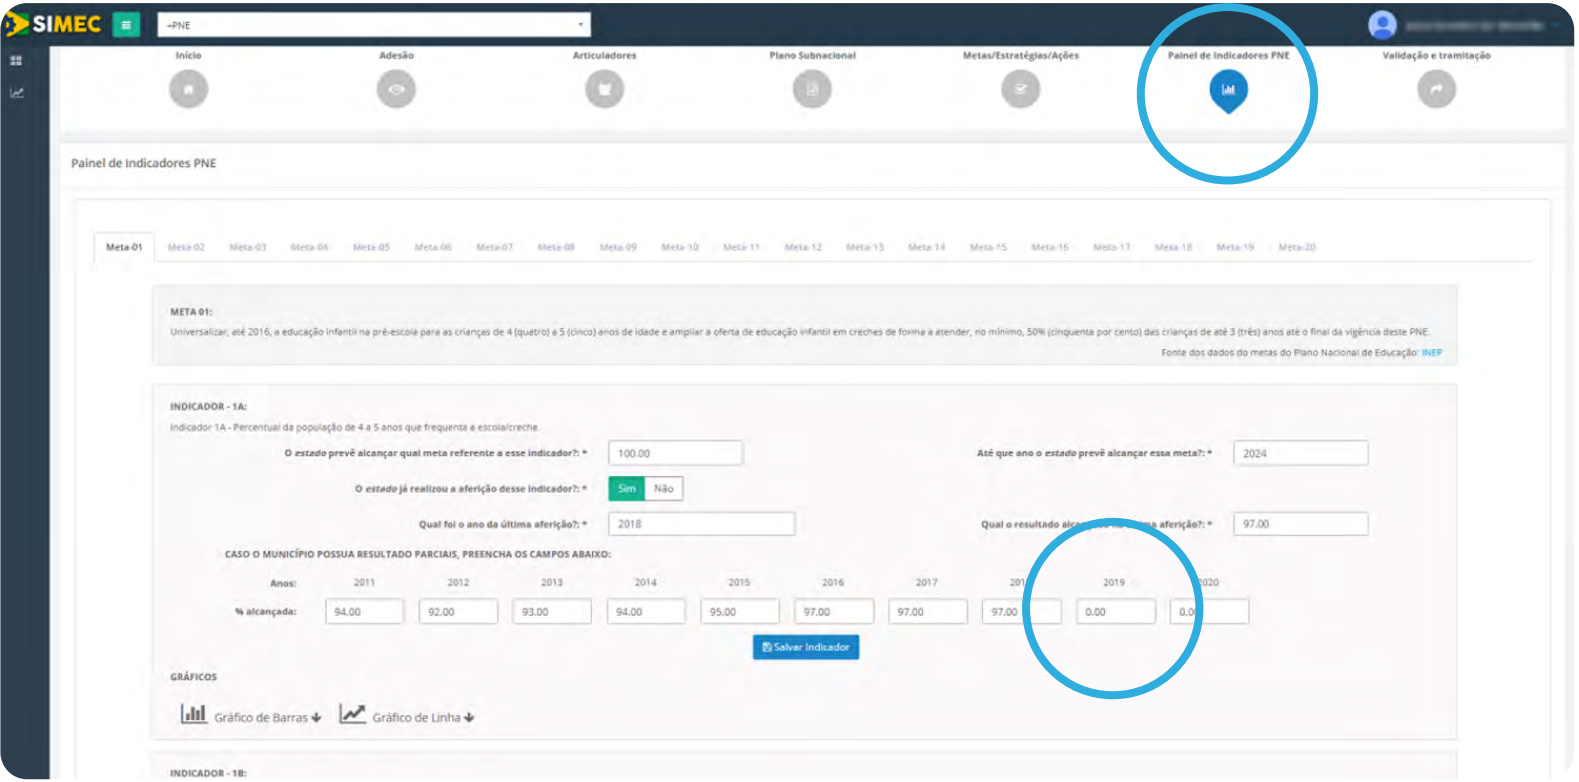 SIMEC
+PNE
Início Adesão Articuladores Plano Subnacional Metas/Estratégias/Ações Painel de Indicadores PNE Validação e tramitação
Painel de Indicadores PNE
Meta-01 Meta-02 Meta-03 Meta-04 Meta-05 Meta-06 Meta-07 Meta-08 Meta-09 Meta-10 Meta-11 Meta-12 Meta-13 Meta-14 Meta-15 Meta-16 Meta-17 Meta-18 Meta-19 Meta-20
META 01:
Universalizar, até 2016, a educação infantil na pré-escola para as crianças de 4 (quatro) a 5 (cinco) anos de idade e ampliar a oferta de educação infantil em creches de forma a atender, no mínimo, 50% (cinquenta por cento) das crianças de até 3 (três) anos até o final da vigência deste PNE.
Fonte dos dados do metas do Plano Nacional de Educação: INEP
INDICADOR - 1A:
Indicador 1A - Percentual da população de 4 a 5 anos que frequenta a escola/creche.
O estado prevê alcançar qual meta referente a esse indicador?: * 100.00 Até que ano o estado prevê alcançar essa meta?: * 2024
O estado já realizou a aferição desse indicador?: * Sim Não
Qual foi o ano da última aferição?: * 2018 Qual o resultado aferição?: * 97.00
CASO O MUNICÍPIO POSSUA RESULTADO PARCIAIS, PREENCHA OS CAMPOS ABAIXO:
Anos: 2011 2012 2013 2014 2015 2016 2017 2019
% alcançada: 94.00 92.00 93.00 94.00 95.00 97.00 97.00 97.00 0.00
Salvar Indicador
GRÁFICOS
Gráfico de Barras Gráfico de Linha
INDICADOR - 1B: